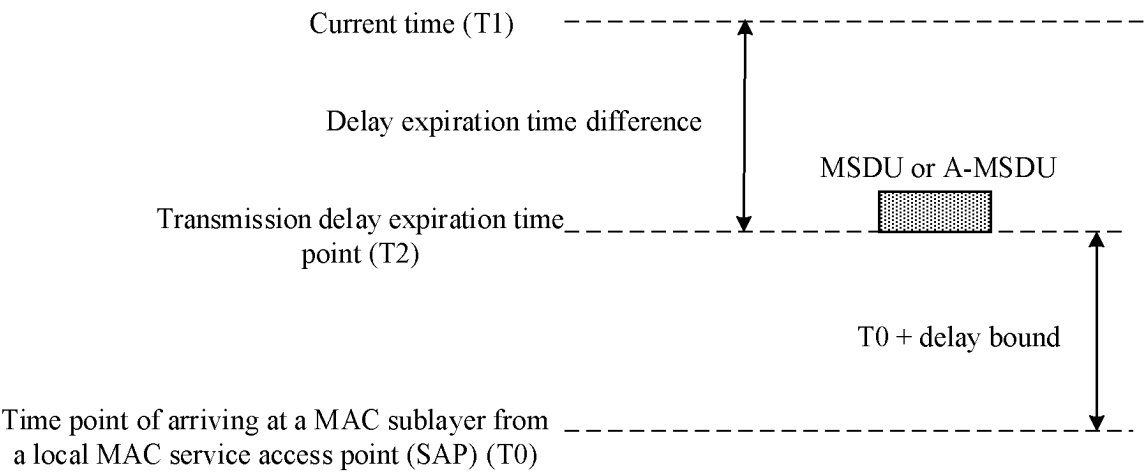 Current time (T1)
Delay expiration time difference
MSDU or A-MSDU
Transmission delay expiration time
point (T2)
T0 + delay bound
Time point of arriving at a MAC sublayer from
a local MAC service access point (SAP) (T0)